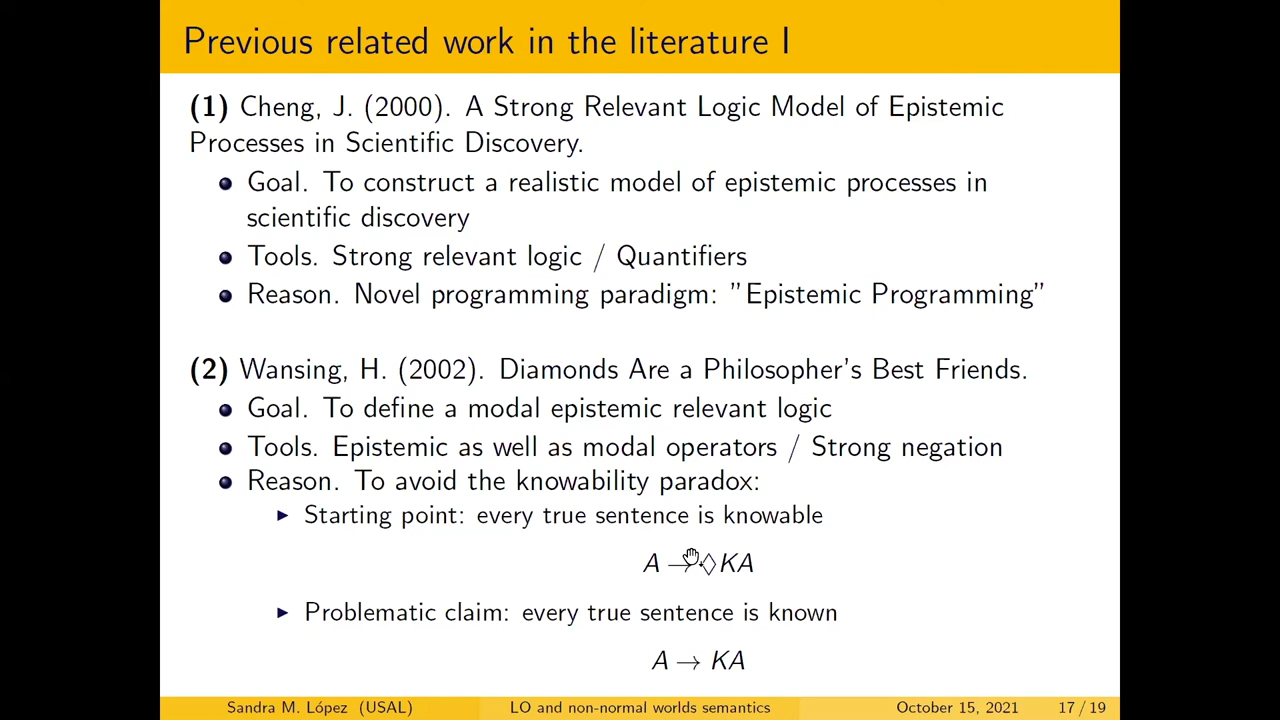 Previous related work in the literature I
(1) Cheng, J. (2000). A Strong Relevant Logic Model of Epistemic
Processes in Scientific Discovery.
Goal. To construct a realistic model of epistemic processes in
scientific discovery
Tools. Strong relevant logic / Quantifiers
Reason. Novel programming paradigm: ”Epistemic Programming”
(2) Wansing, H. (2002). Diamonds Are a Philosopher’s Best Friends.
Goal. To define a modal epistemic relevant logic
Tools. Epistemic as well as modal operators / Strong negation
Reason. To avoid the knowability paradox:
Starting point: every true sentence is knowable
A → ◇KA
Problematic claim: every true sentence is known
A → KA
Sandra M. López (USAL) LO and non-normal worlds semantics October 15, 2021 17 / 19